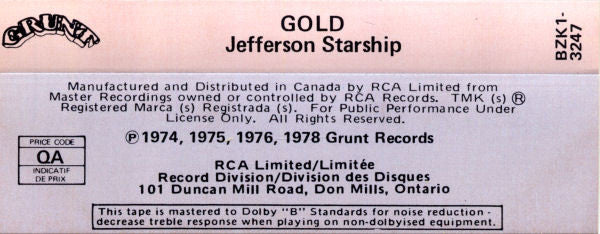 GRUNT
GOLD
Jefferson Starship
BZK1-
3247
Manufactured and Distributed in Canada by RCA Limited from
Master Recordings owned or controlled by RCA Records. TMK (s) ®
Registered Marca (s) Registrada (s). For Public Performance Under
License Only. All Rights Reserved.
℗ 1974, 1975, 1976, 1978 Grunt Records
PRICE CODE
QA
INDICATIF
DE PRIX
RCA Limited/Limitée
Record Division/Division des Disques
101 Duncan Mill Road, Don Mills, Ontario
This tape is mastered to Dolby "B" Standards for noise reduction -
decrease treble response when playing on non-dolbyised equipment.